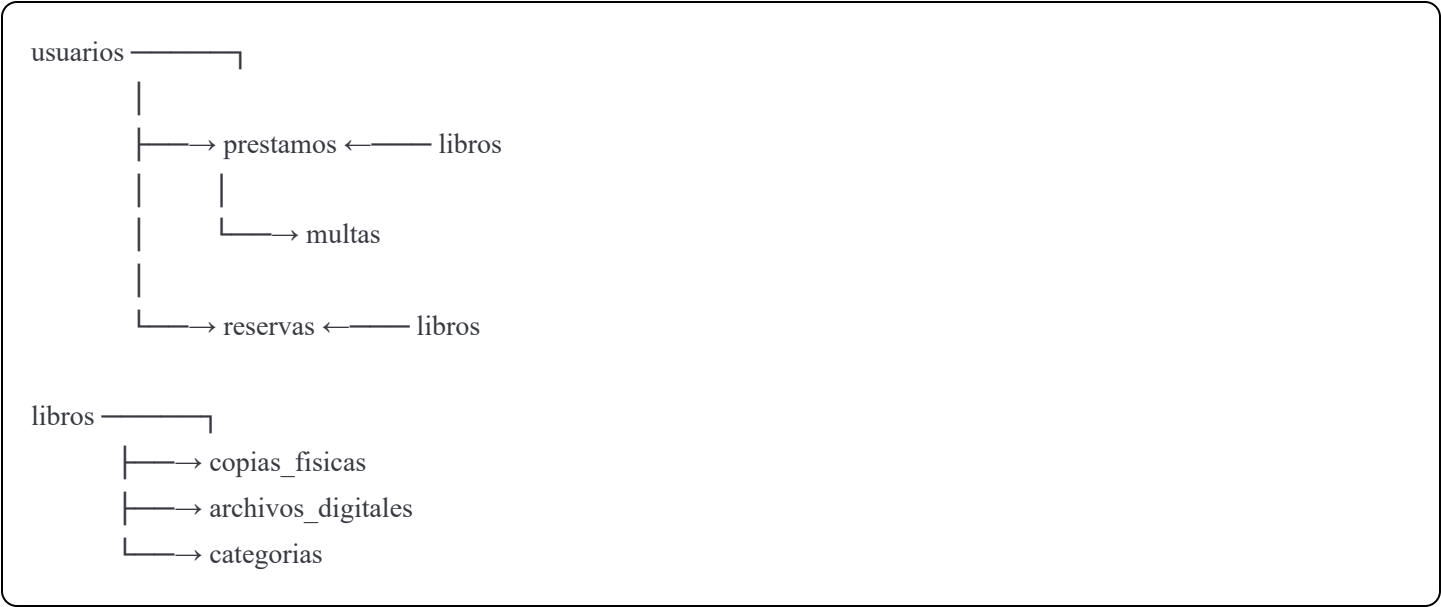 usuarios ──────┐
│
├───→ prestamos ←──── libros
│ │
│ └───→ multas
│
└───→ reservas ←──── libros
libros ───────┐
├───→ copias_fisicas
├───→ archivos_digitales
└───→ categorias